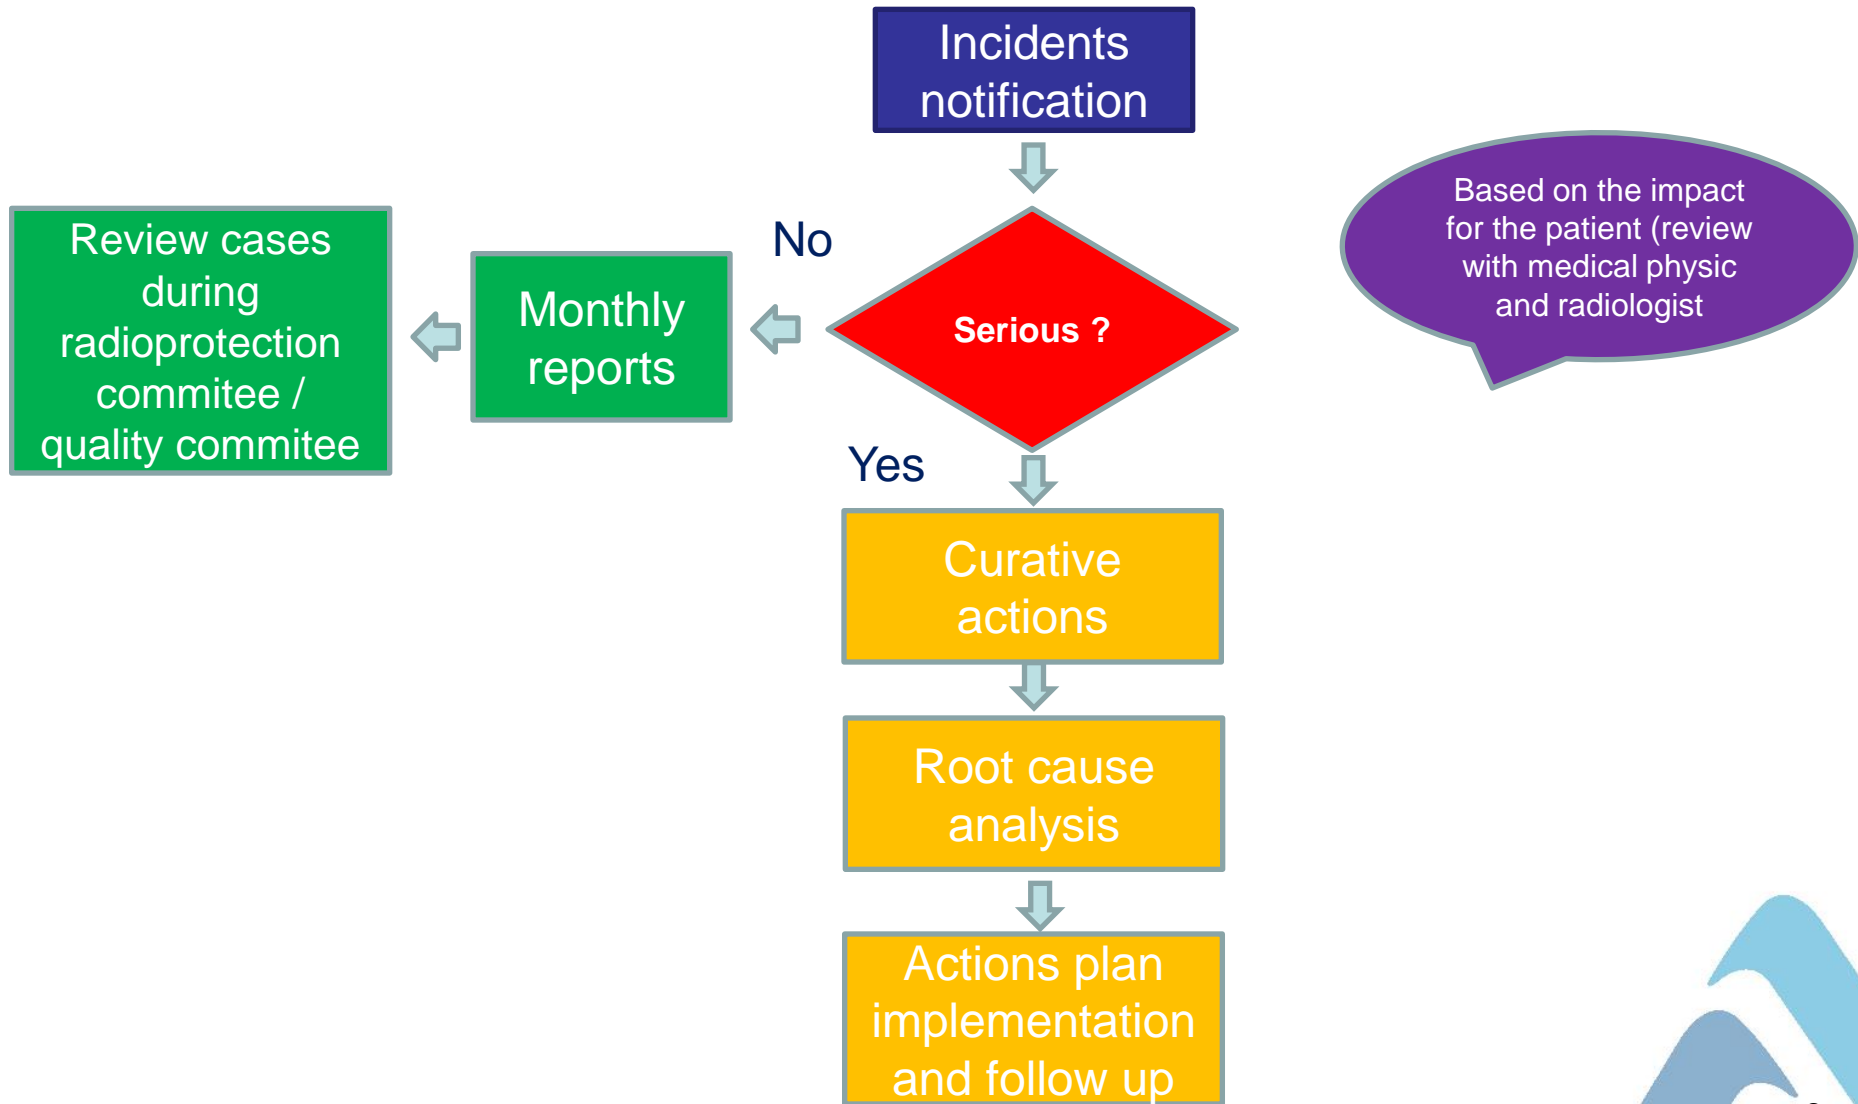 Incidents
notification
Based on the impact
for the patient (review
with medical physic
and radiologist
No
Serious ?
Monthly
reports
Review cases
during
radioprotection
commitee /
quality commitee
Yes
Curative
actions
Root cause
analysis
Actions plan
implementation
and follow up